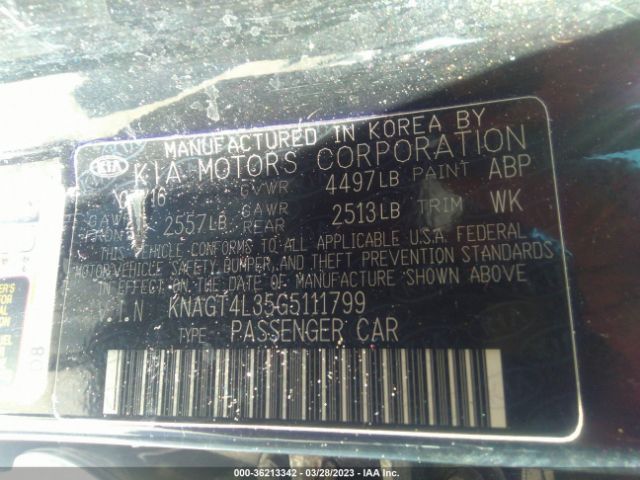 MANUFACTURED IN KOREA BY
KIA KIA MOTORS CORPORATION
GVWR 4497LB PAINT ABP
2557LB GAWR REAR 2513LB TRIM WK
THIS VEHICLE CONFORMS TO ALL APPLICABLE U.S.A. FEDERAL
MOTOR VEHICLE SAFETY, BUMPER, AND THEFT PREVENTION STANDARDS
IN EFFECT ON THE DATE OF MANUFACTURE SHOWN ABOVE
KNAGT4L35G5111799
TYPE: PASSENGER CAR
000-36213342 / 03/28/2023 / IAA Inc.